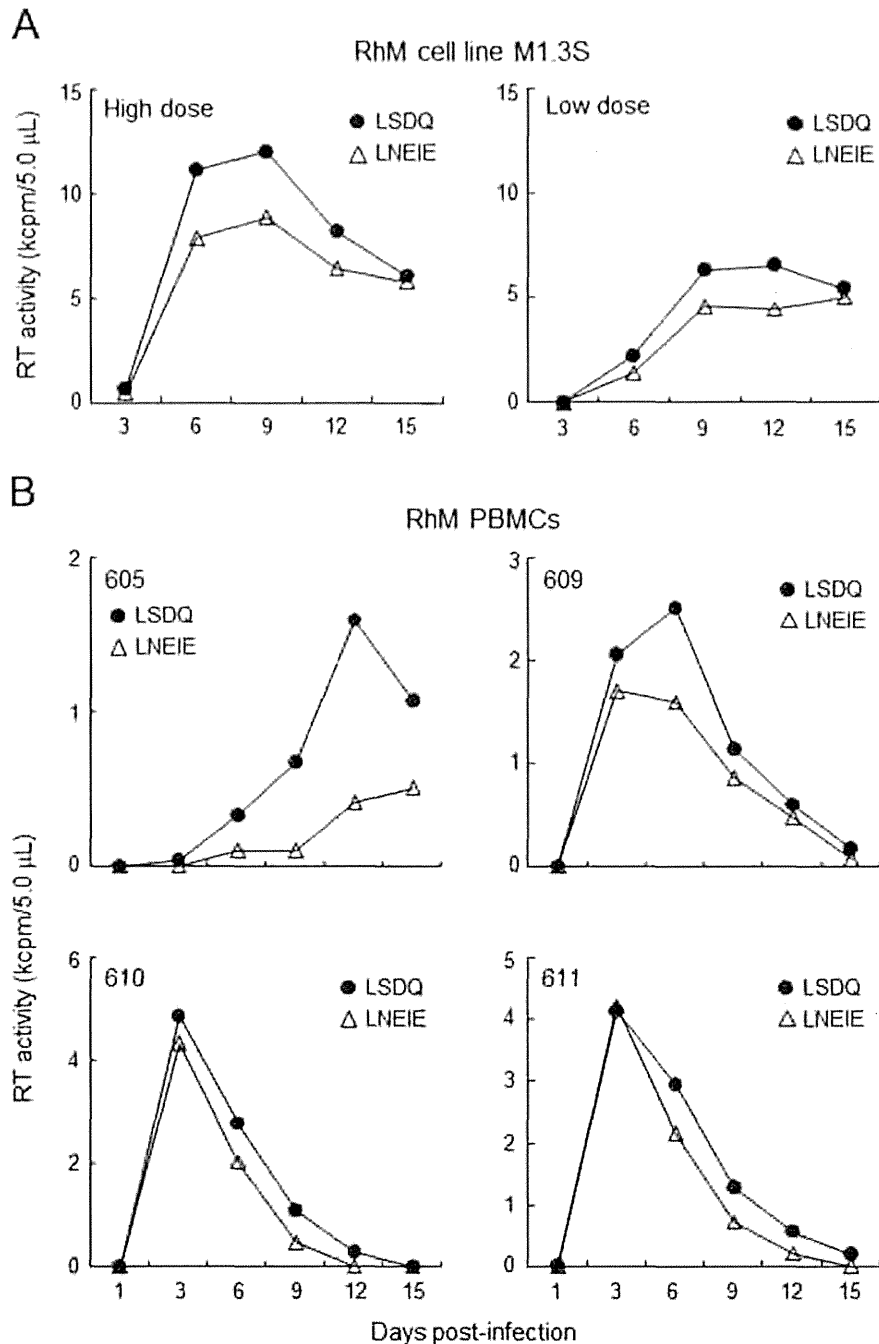 A
RhM cell line M1.3S
High dose
LSDQ
LNEIE
Low dose
LSDQ
LNEIE
RT activity (kcpm/5.0 µL)
15
10
5
0
3 6 9 12 15
15
10
5
0
3 6 9 12 15
B
RhM PBMCs
605
LSDQ
LNEIE
2
1
0
609
LSDQ
LNEIE
3
2
1
0
RT activity (kcpm/5.0 µL)
610
LSDQ
LNEIE
6
4
2
0
1 3 6 9 12 15
611
LSDQ
LNEIE
5
4
3
2
1
0
1 3 6 9 12 15
Days post-infection